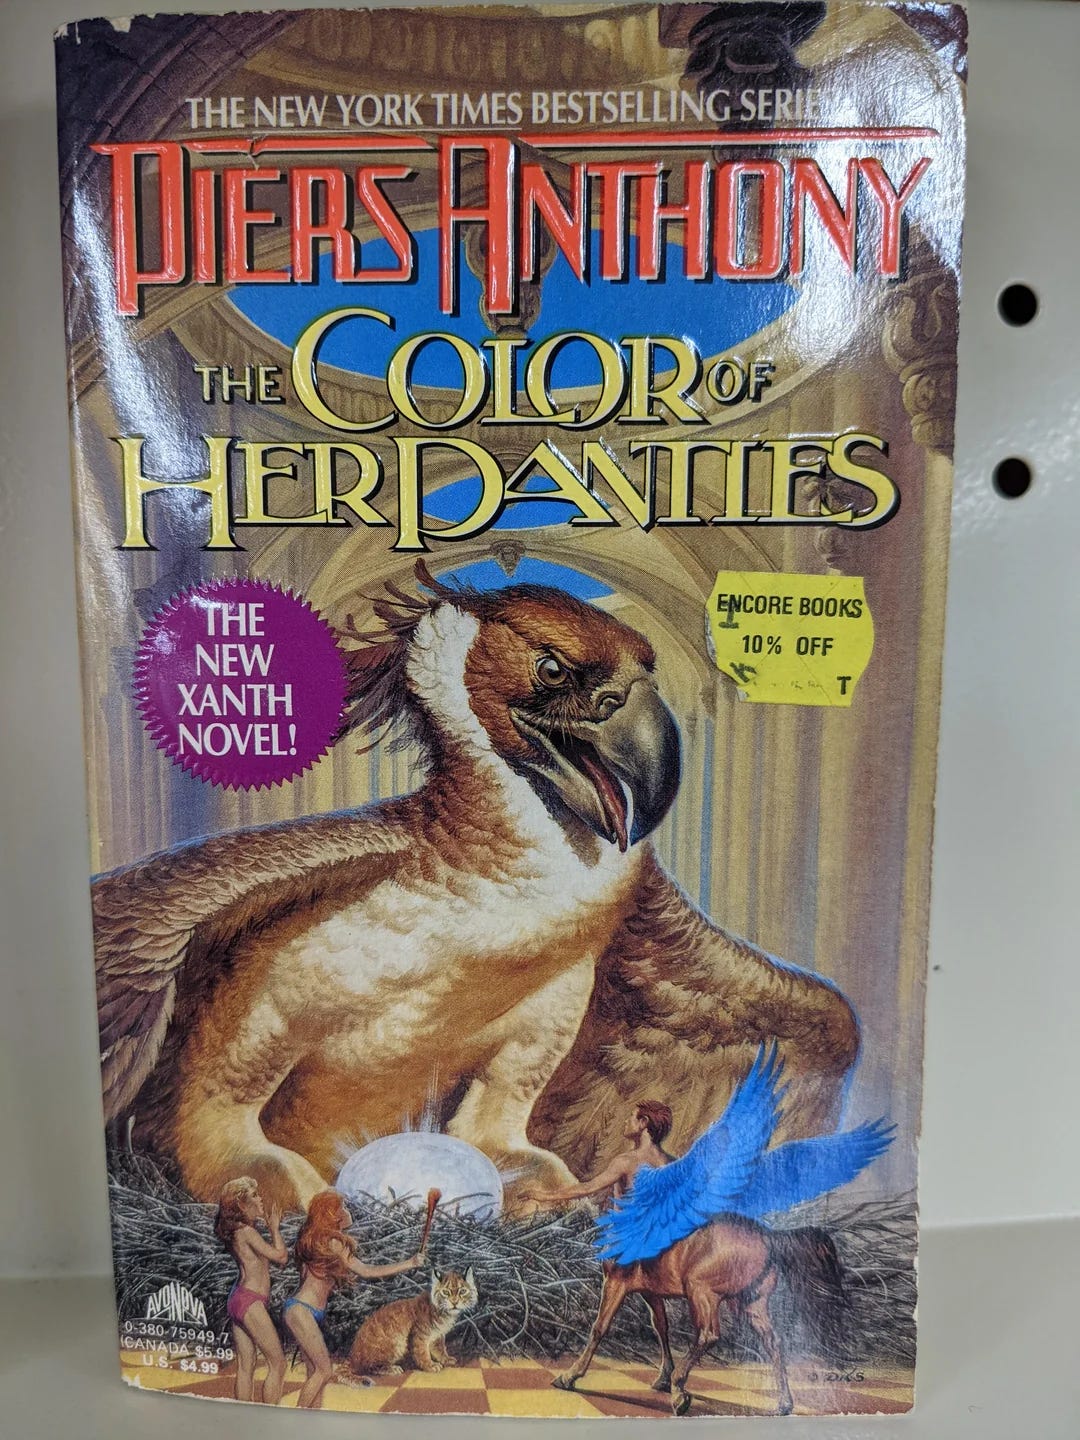 THE NEW YORK TIMES BESTSELLING SERIE
PIERS ANTHONY
THE COLOR OF
HER PANTIES
THE
NEW
XANTH
NOVEL!
ENCORE BOOKS
10% OFF
T
AVONOVA
0-380-75949-7
(CANADA $5.99
U.S. $4.99
© DKS